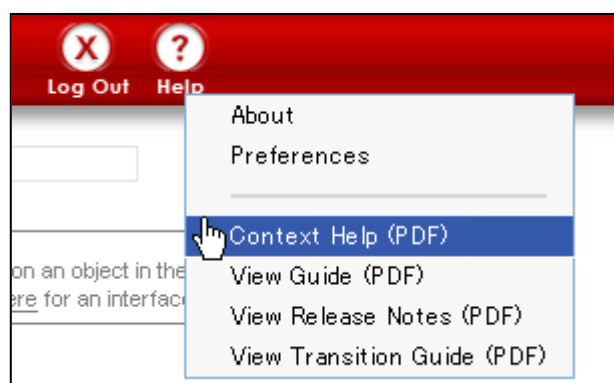 X ?
Log Out Help
About
Preferences
Context Help (PDF)
on an object in the
View Guide (PDF)
ere for an interfac
View Release Notes (PDF)
View Transition Guide (PDF)